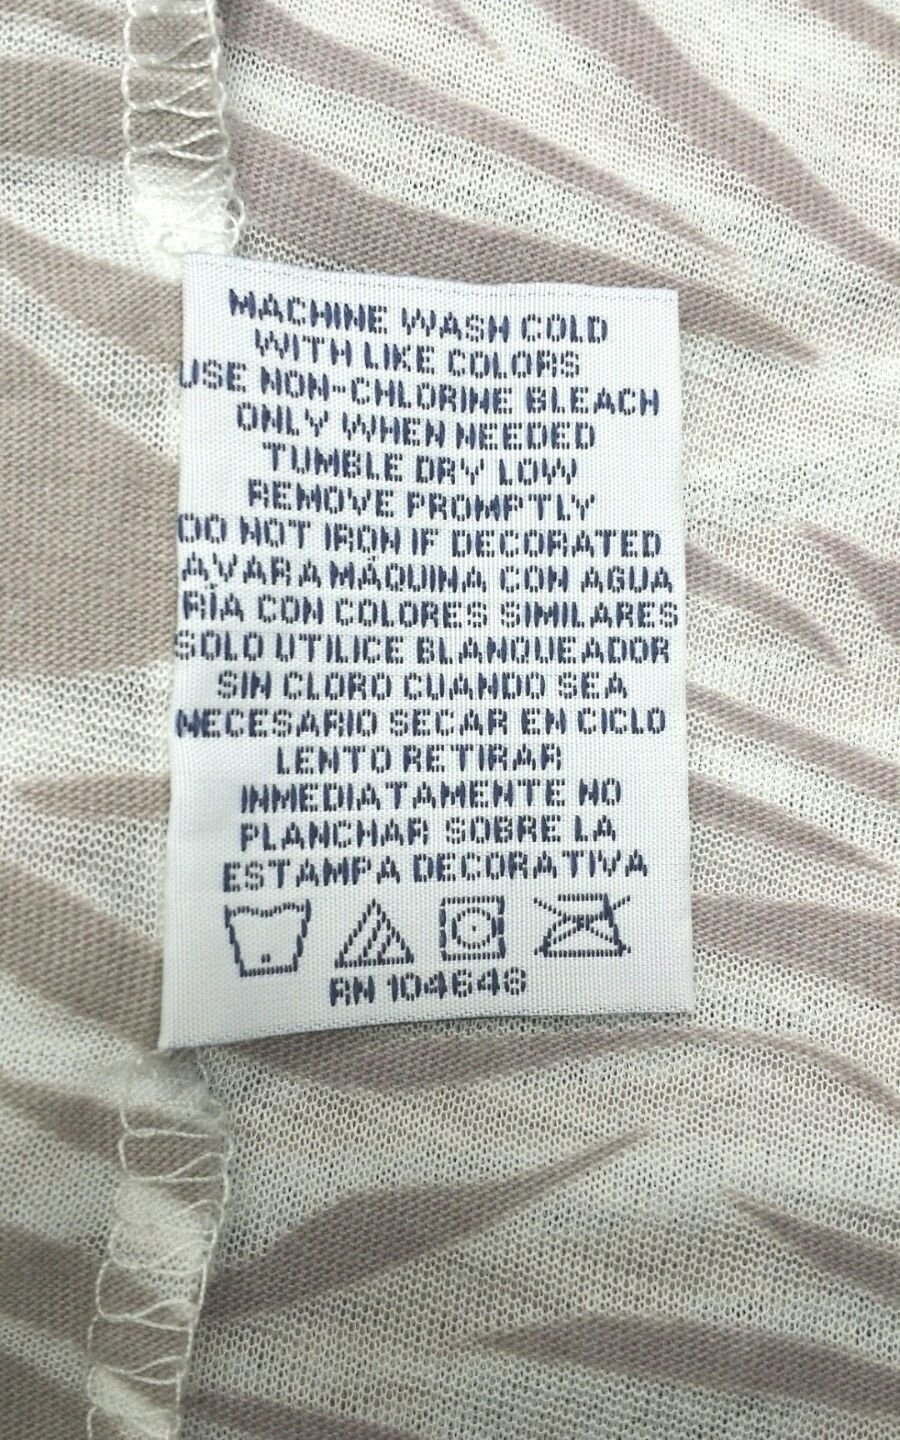 MACHINE WASH COLD
WITH LIKE COLORS
USE NON-CHLORINE BLEACH
ONLY WHEN NEEDED
TUMBLE DRY LOW
REMOVE PROMPTLY
DO NOT IRON IF DECORATED
AVARA MÁQUINA CON AGUA
RÍA CON COLORES SIMILARES
SOLO UTILICE BLANQUEADOR
SIN CLORO CUANDO SEA
NECESARIO SECAR EN CICLO
LENTO RETIRAR
INMEDIATAMENTE NO
PLANCHAR SOBRE LA
ESTAMPA DECORATIVA
RN 104646